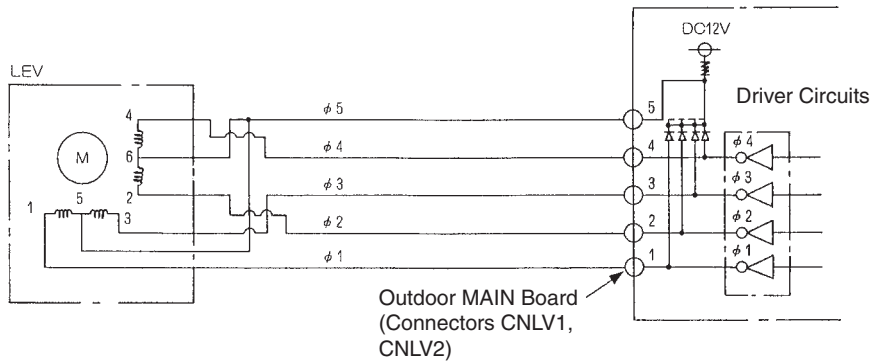 DC12V
LEV
Driver Circuits
4
6
2
M
1
5
3
ϕ 5
5
ϕ 4
4
ϕ 4
ϕ 3
3
ϕ 3
ϕ 2
2
ϕ 2
ϕ 1
1
ϕ 1
Outdoor MAIN Board
(Connectors CNLV1,
CNLV2)